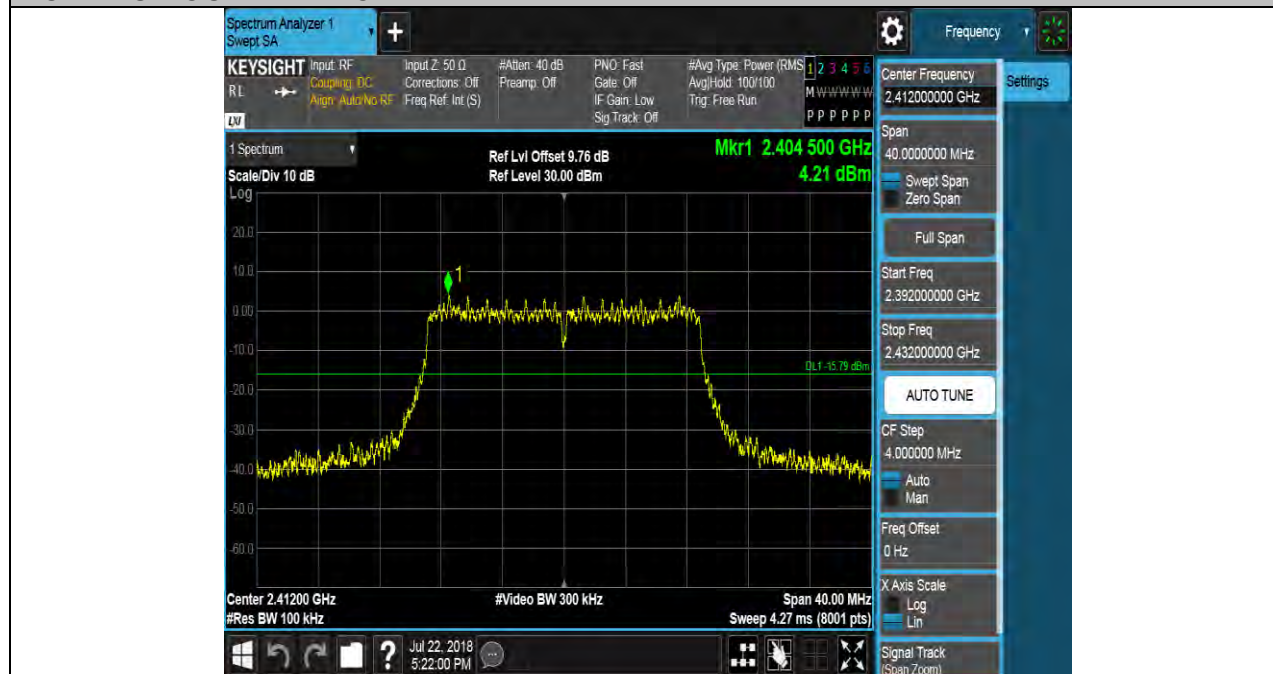 Spectrum Analyzer 1
Swept SA
+
Frequency
KEYSIGHT
RL
LXI
Input: RF
Coupling: DC
Align: Auto/No RF
Input Z: 50 Ω
Corrections: Off
Freq Ref: Int (S)
#Atten: 40 dB
Preamp: Off
PNO: Fast
Gate: Off
IF Gain: Low
Sig Track: Off
#Avg Type: Power (RMS
Avg|Hold: 100/100
Trig: Free Run
1 2 3 4 5 6
M W W W W W
P P P P P P
1 Spectrum
Scale/Div 10 dB
Log
Ref Lvl Offset 9.76 dB
Ref Level 30.00 dBm
Mkr1 2.404 500 GHz
4.21 dBm
20.0
10.0
0.00
-10.0
-20.0
-30.0
-40.0
-50.0
-60.0
1
DL1 -15.79 dBm
Center 2.41200 GHz
#Res BW 100 kHz
#Video BW 300 kHz
Span 40.00 MHz
Sweep 4.27 ms (8001 pts)
?
Jul 22, 2018
5:22:00 PM
Center Frequency
2.412000000 GHz
Settings
Span
40.0000000 MHz
Swept Span
Zero Span
Full Span
Start Freq
2.392000000 GHz
Stop Freq
2.432000000 GHz
AUTO TUNE
CF Step
4.000000 MHz
Auto
Man
Freq Offset
0 Hz
X Axis Scale
Log
Lin
Signal Track
(Span Zoom)